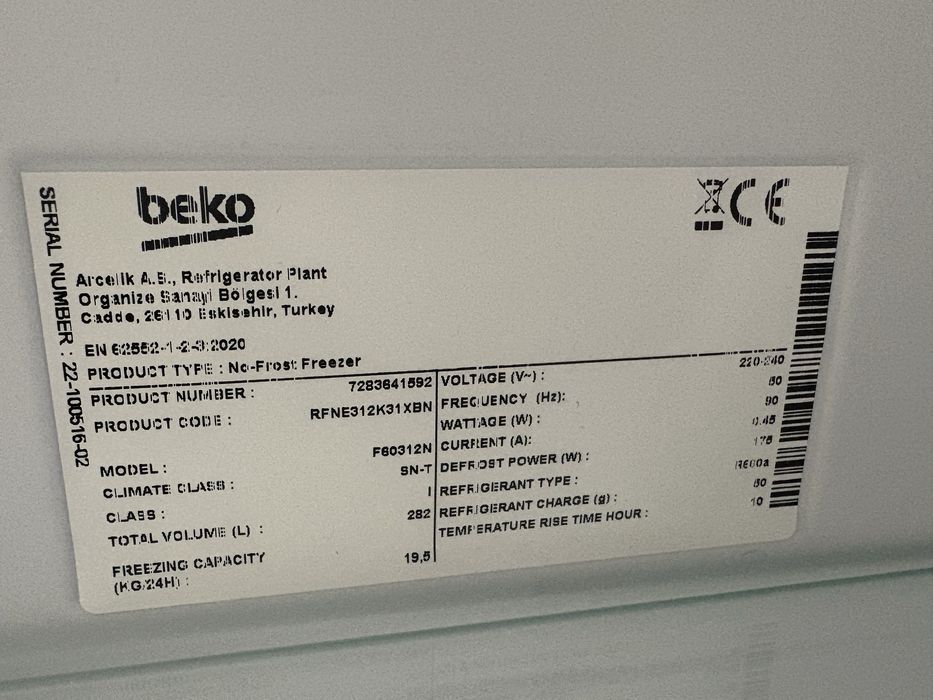 beko
Arcelik A.S., Refrigerator Plant
Organize Sanayi Bölgesi 1.
Cadde, 26110 Eskisehir, Turkey
EN 62552-1-2-3:2020
PRODUCT TYPE : No-Frost Freezer
PRODUCT NUMBER : 7283641592
PRODUCT CODE : RFNE312K31XBN
MODEL : F60312N
CLIMATE CLASS : SN-T
CLASS : I
TOTAL VOLUME (L) : 282
FREEZING CAPACITY 19,5
(KG/24H) :
VOLTAGE (V~) : 220-240
FREQUENCY (Hz): 50
WATTAGE (W) : 90
CURRENT (A): 0.45
DEFROST POWER (W) : 175
REFRIGERANT TYPE : R600a
REFRIGERANT CHARGE (g) : 60
TEMPERATURE RISE TIME HOUR : 10
SERIAL NUMBER : 22-100516-02
CE